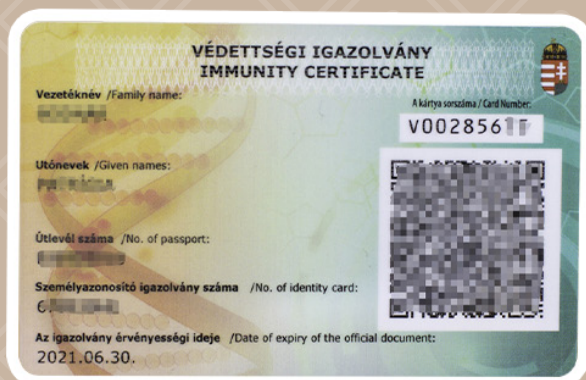 VÉDETTSÉGI IGAZOLVÁNY
IMMUNITY CERTIFICATE
Vezetéknév /Family name:
A kártya sorszáma / Card Number:
Utónevek /Given names:
Útlevél száma /No. of passport:
Személyazonosító igazolvány száma /No. of identity card:
Az igazolvány érvényességi ideje /Date of expiry of the official document:
2021.06.30.